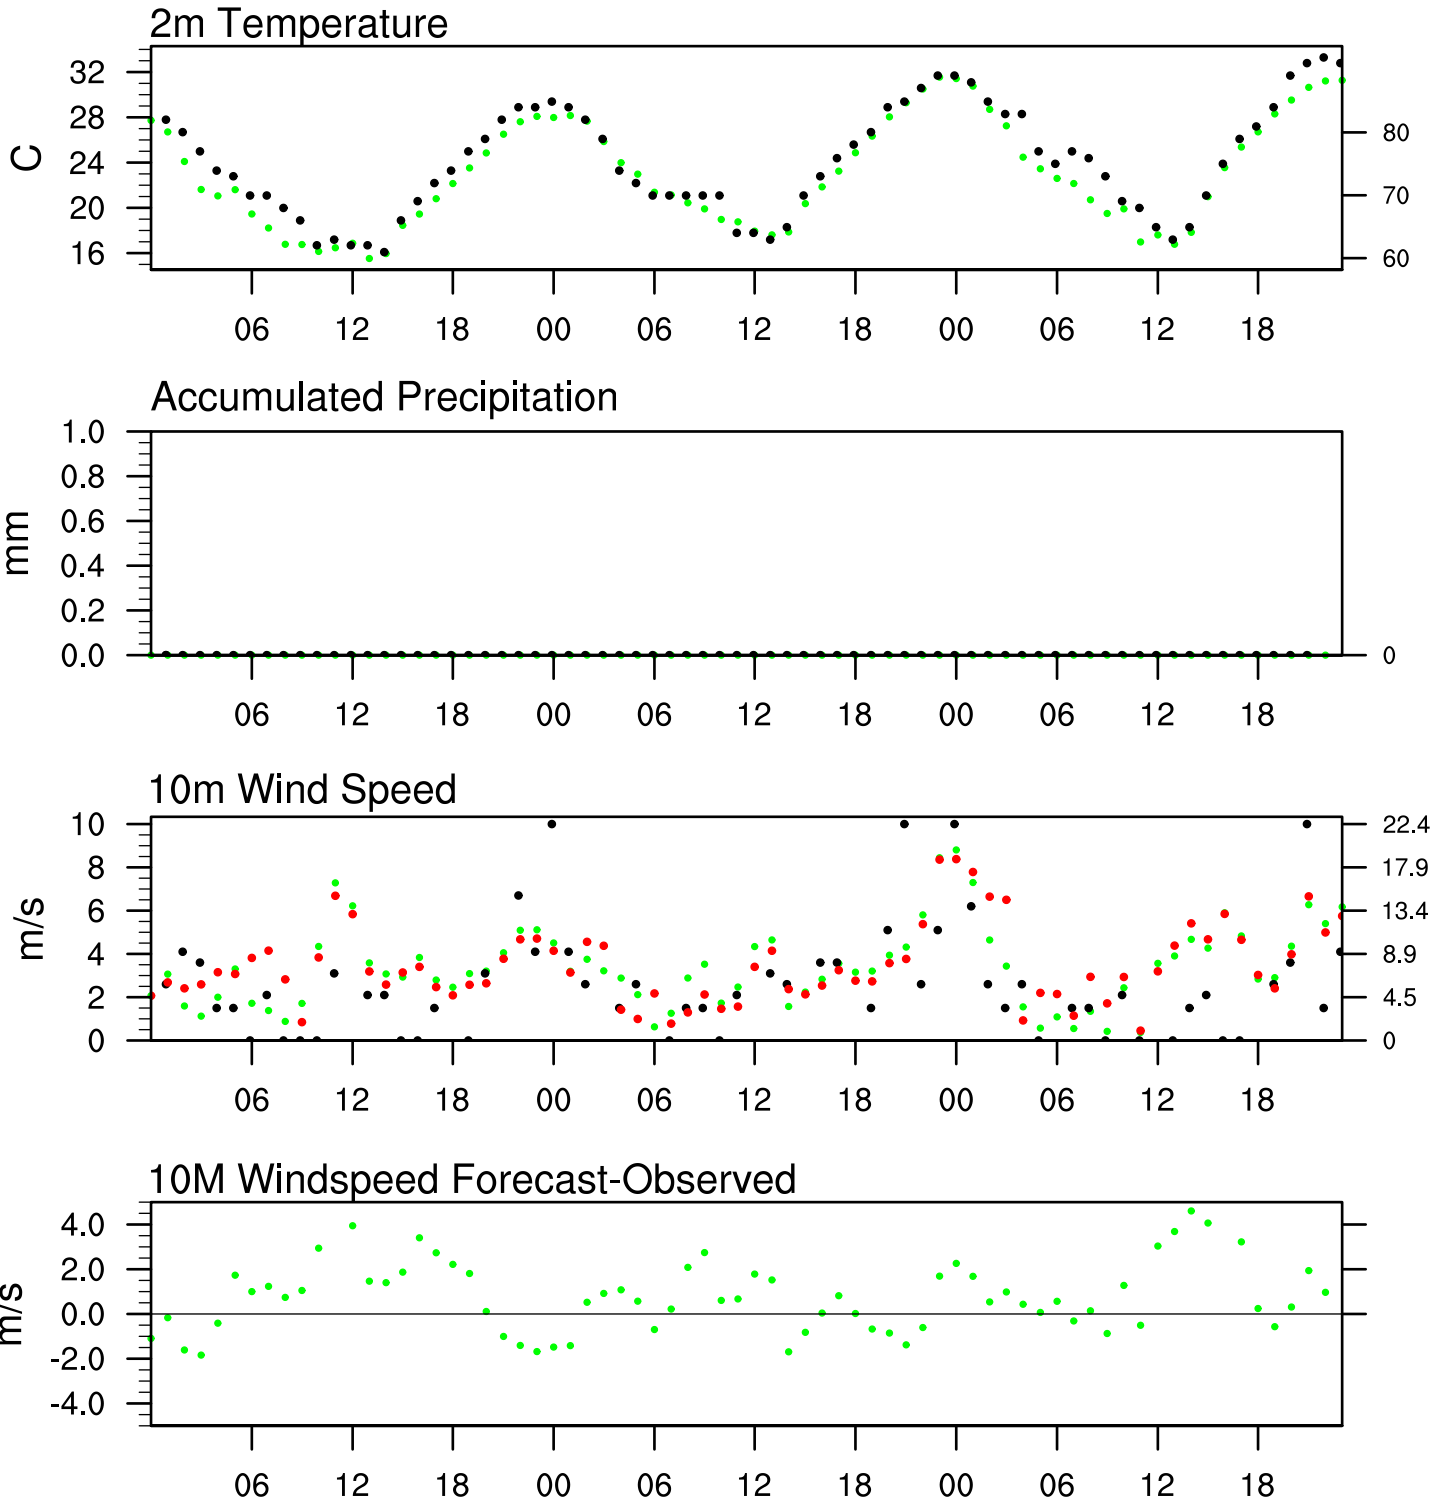 2m Temperature
32
28
24
20
16
C
80
70
60
06 12 18 00 06 12 18 00 06 12 18
Accumulated Precipitation
1.0
0.8
0.6
0.4
0.2
0.0
mm
0
06 12 18 00 06 12 18 00 06 12 18
10m Wind Speed
10
8
6
4
2
0
m/s
22.4
17.9
13.4
8.9
4.5
0
06 12 18 00 06 12 18 00 06 12 18
10M Windspeed Forecast-Observed
4.0
2.0
0.0
-2.0
-4.0
m/s
06 12 18 00 06 12 18 00 06 12 18